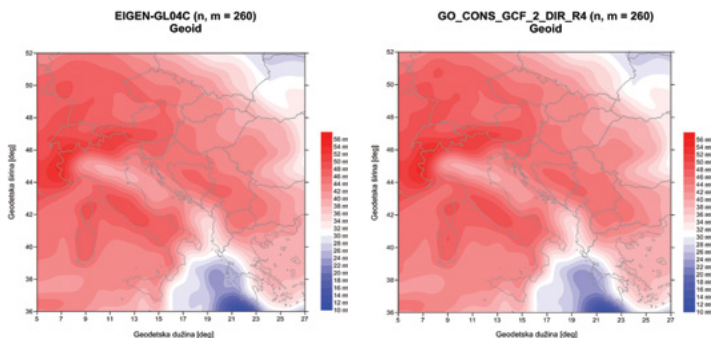 EIGEN-GL04C (n, m = 260)
Geoid
52
50
48
46
44
42
40
38
36
5 7 9 11 13 15 17 19 21 23 25 27
Geodetska širina [deg]
Geodetska dužina [deg]
56 m
54 m
52 m
50 m
48 m
46 m
44 m
42 m
40 m
38 m
36 m
34 m
32 m
30 m
28 m
26 m
24 m
22 m
20 m
18 m
16 m
14 m
12 m
10 m
GO_CONS_GCF_2_DIR_R4 (n, m = 260)
Geoid
52
50
48
46
44
42
40
38
36
5 7 9 11 13 15 17 19 21 23 25 27
Geodetska širina [deg]
Geodetska dužina [deg]
56 m
54 m
52 m
50 m
48 m
46 m
44 m
42 m
40 m
38 m
36 m
34 m
32 m
30 m
28 m
26 m
24 m
22 m
20 m
18 m
16 m
14 m
12 m
10 m